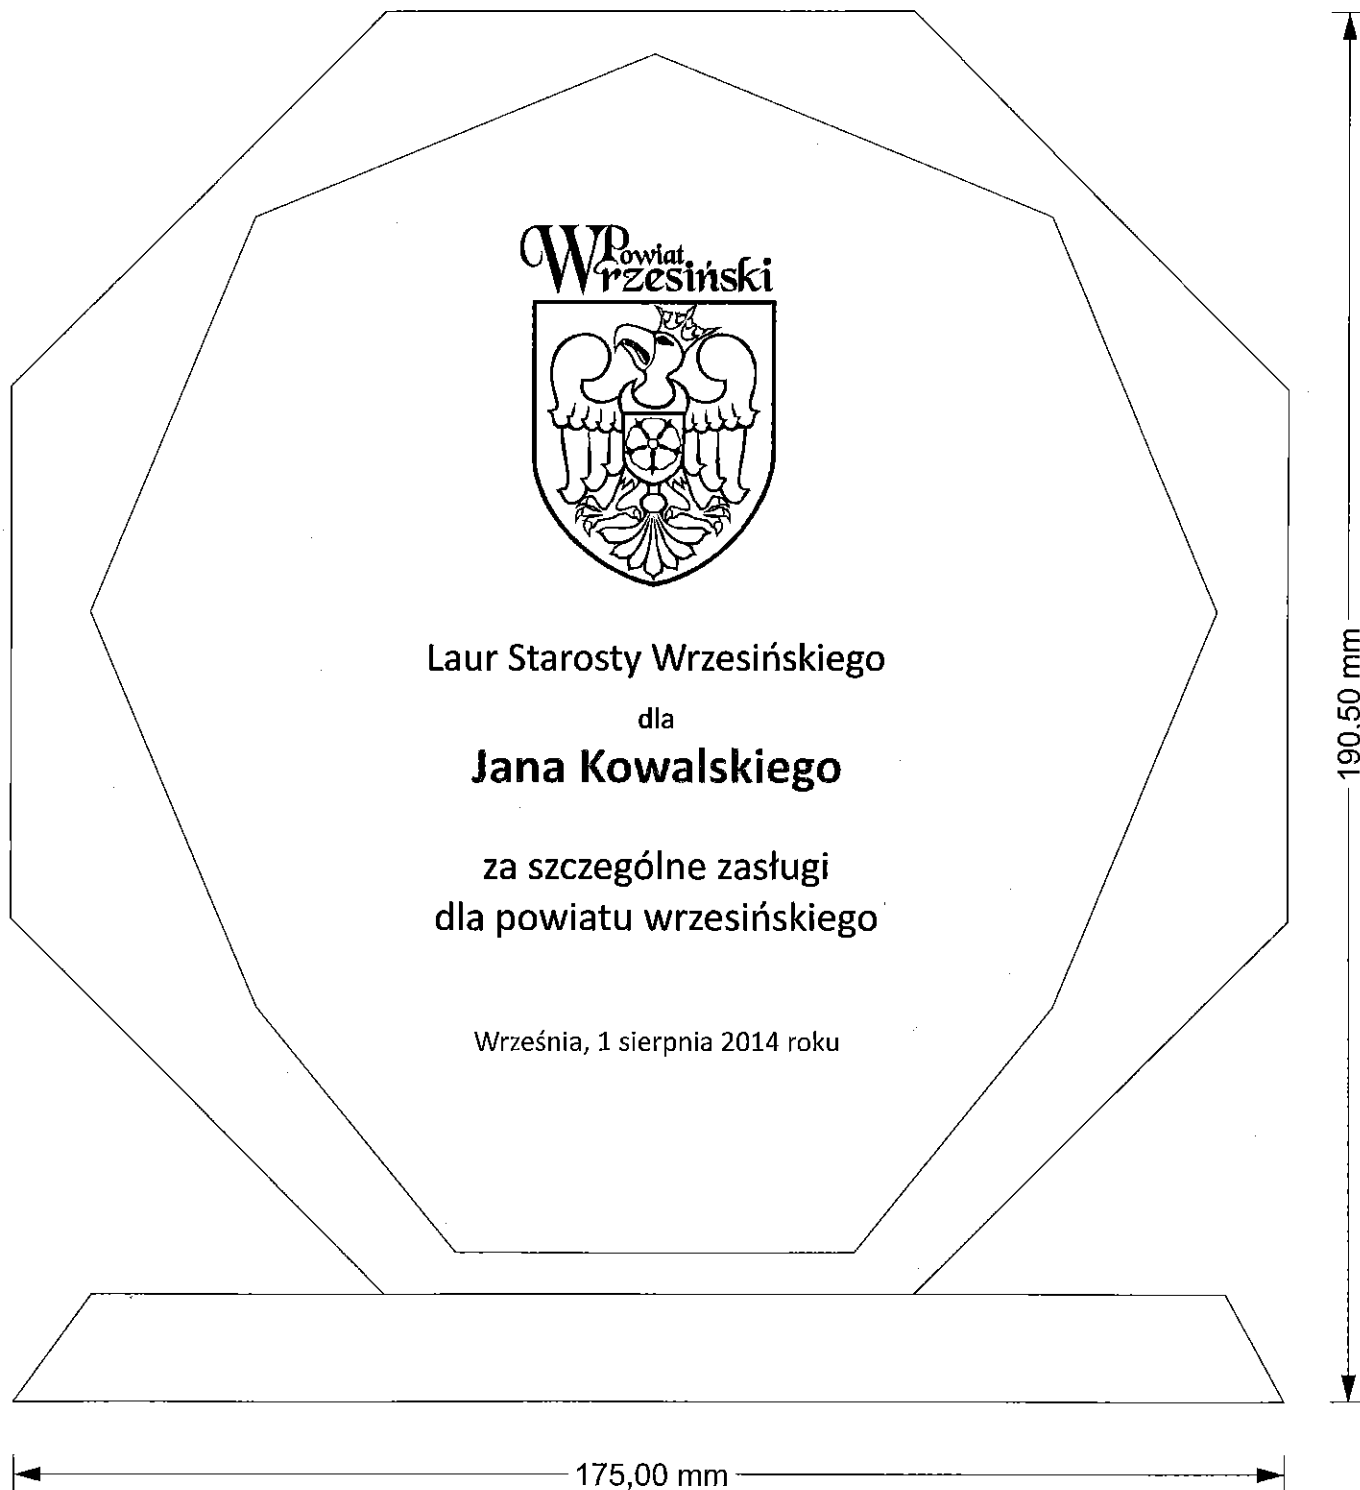 Powiat
Wrzesiński
Laur Starosty Wrzesińskiego
dla
Jana Kowalskiego
za szczególne zasługi
dla powiatu wrzesińskiego
Września, 1 sierpnia 2014 roku
190,50 mm
175,00 mm